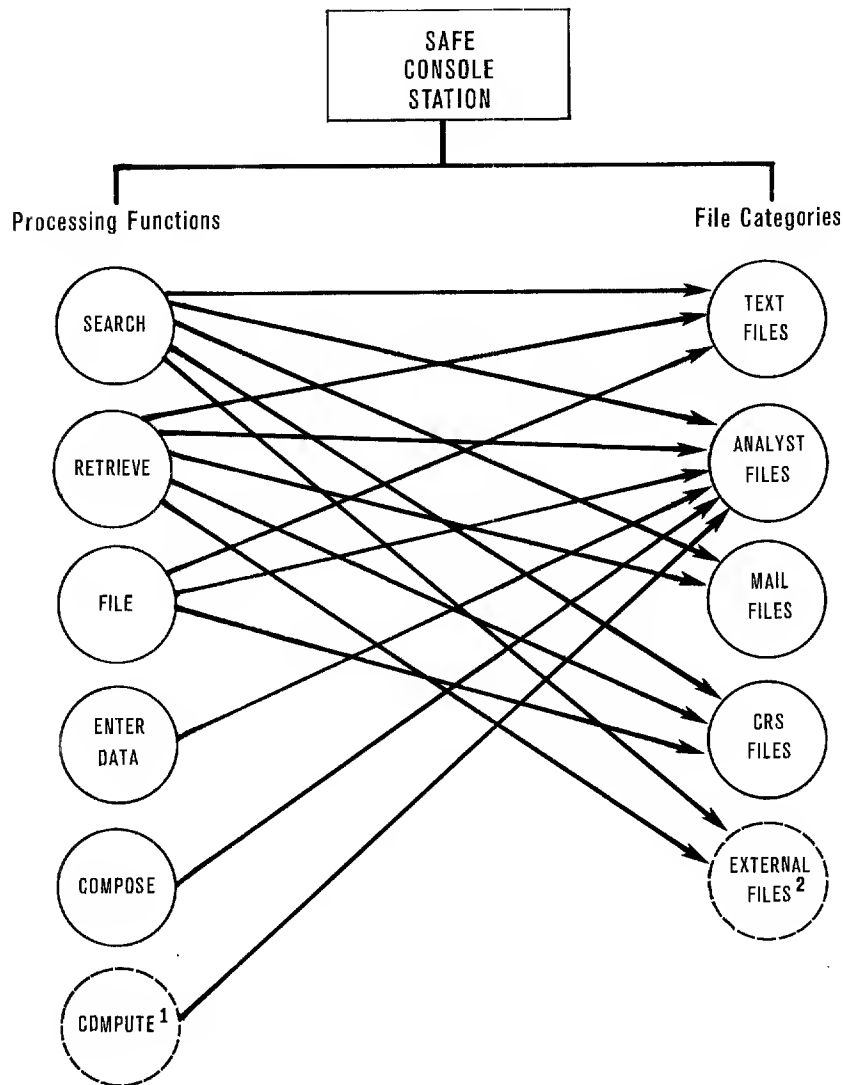 SAFE
CONSOLE
STATION
Processing Functions
File Categories
SEARCH
RETRIEVE
FILE
ENTER
DATA
COMPOSE
COMPUTE 1
TEXT
FILES
ANALYST
FILES
MAIL
FILES
CRS
FILES
EXTERNAL
FILES 2